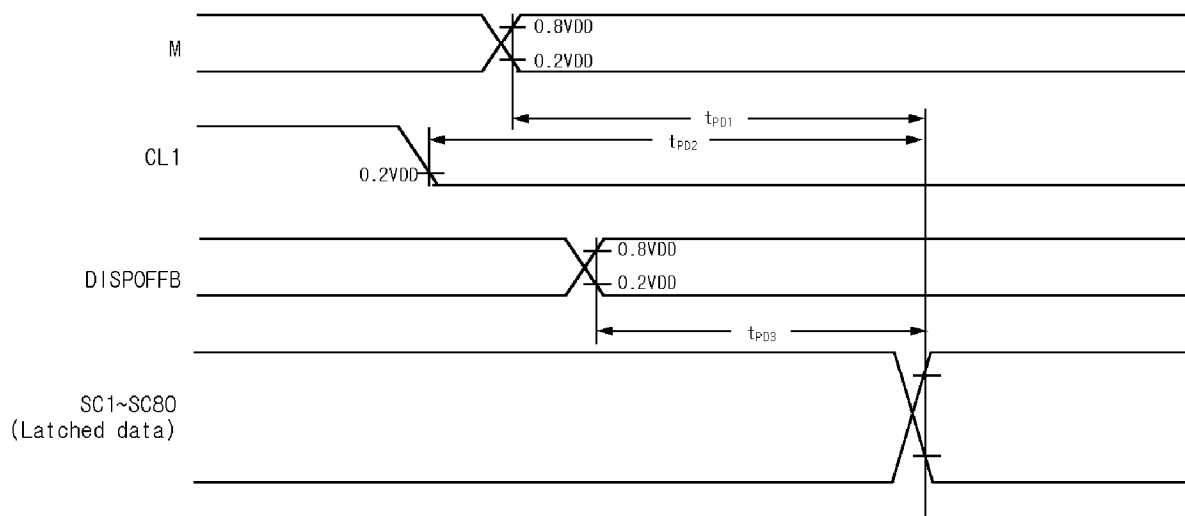 M
0.8VDD
0.2VDD
tPD1
CL1
tPD2
0.2VDD
DISPOFFB
0.8VDD
0.2VDD
tPD3
SC1~SC80
(Latched data)